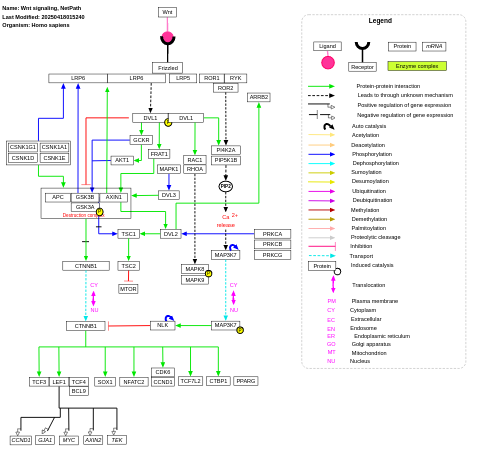 Name: Wnt signaling, NetPath
Last Modified: 20250418015240
Organism: Homo sapiens
Wnt
Frizzled
LRP6 LRP6 LRP5 ROR1 RYK
ROR2
ARRB2
DVL1 DVL1
P
GCKR
CSNK1G1 CSNK1A1
CSNK1D CSNK1E
FRAT1
AKT1
PI4K2A
PIP5K1B
RAC1
RHOA
MAPK1
PIP2
APC GSK3B AXIN1
GSK3A
P
Destruction complex
DVL3
Ca 2+
release
TSC1 DVL2
PRKCA
PRKCB
PRKCG
MAP3K7
CTNNB1
TSC2
MAPK8
P
MAPK9
MTOR
CY
NU
CY
NU
CTNNB1
NLK
MAP3K7
P
TCF3 LEF1 TCF4 SOX1 NFATC2 CDK6 TCF7L2 CTBP1 PPARG
BCL9 CCND1
CCND1 GJA1 MYC AXIN2 TEK
Legend
Ligand
Receptor
Protein mRNA
Enzyme complex
Protein-protein interaction
Leads to through unknown mechanism
Positive regulation of gene expression
Negative regulation of gene expression
Auto catalysis
Acetylation
Deacetylation
Phosphorylation
Dephosphorylation
Sumoylation
Desumoylation
Ubiquitination
Deubiquitination
Methylation
Demethylation
Palmitoylation
Proteolytic cleavage
Inhibition
Transport
Protein
Induced catalysis
Translocation
PM Plasma membrane
CY Cytoplasm
EC Extracellular
EN Endosome
ER Endoplasmic reticulum
GO Golgi apparatus
MT Mitochondrion
NU Nucleus